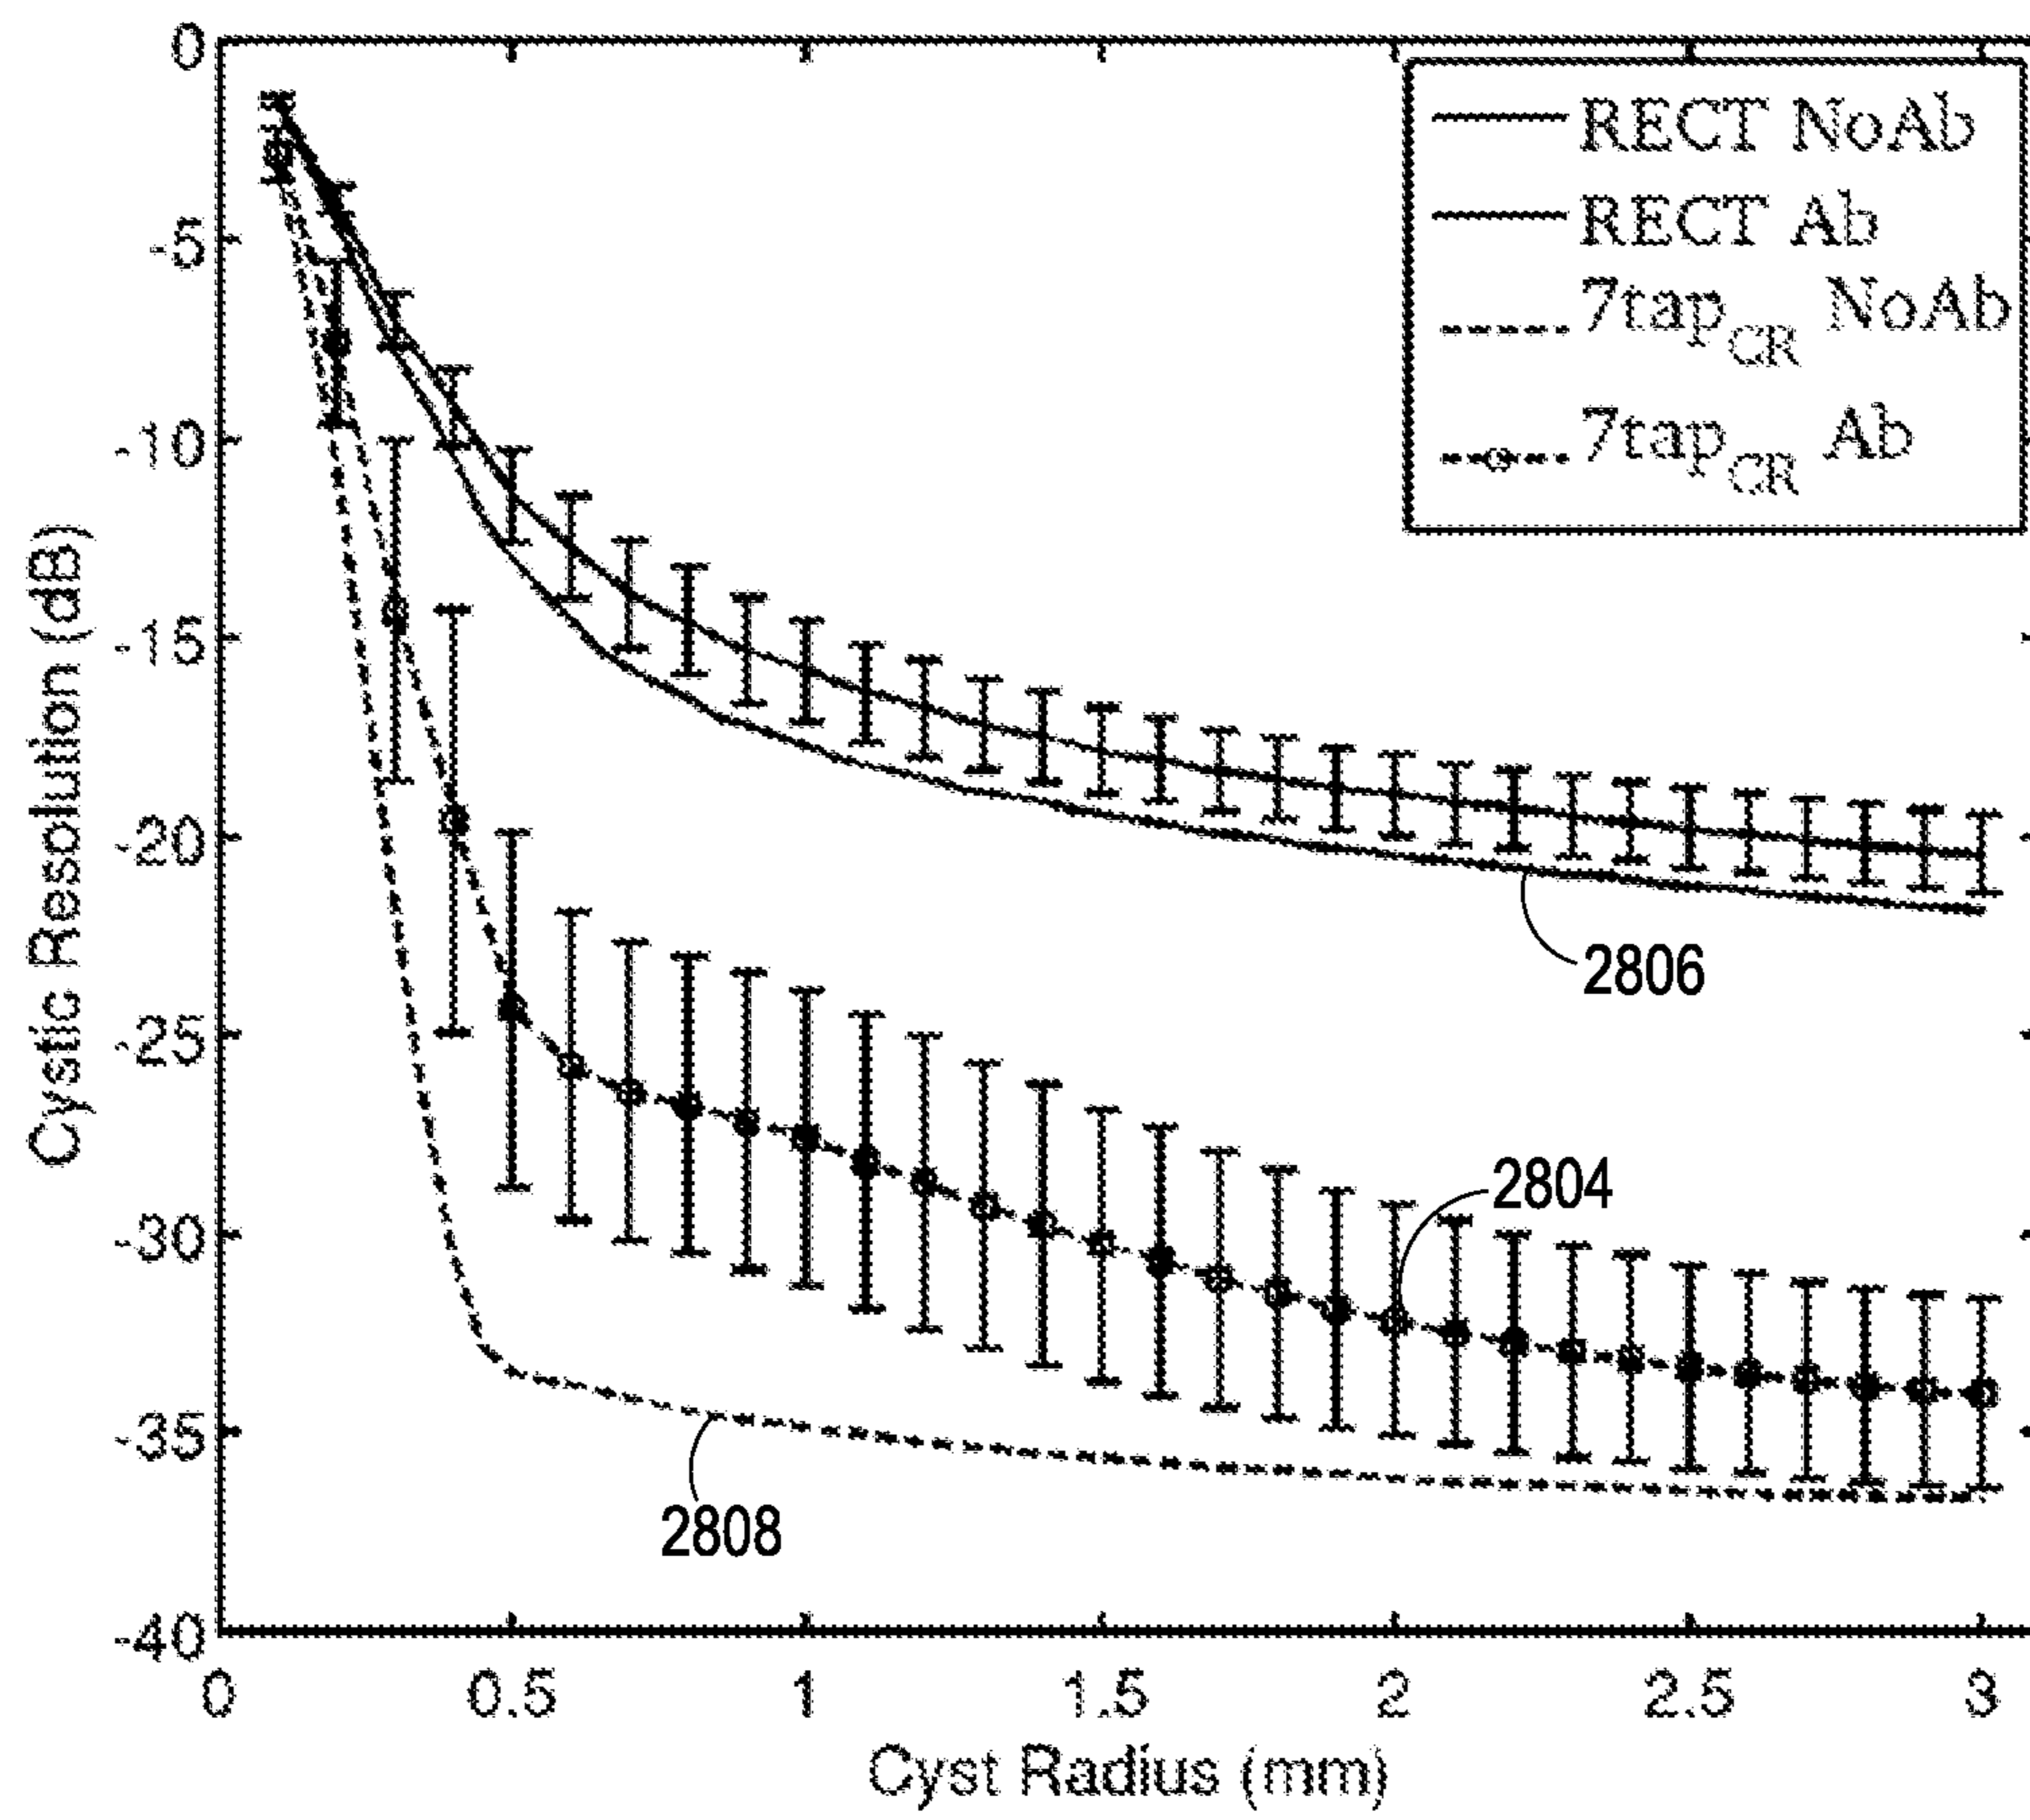 0
-5
-10
-15
-20
-25
-30
-35
-40
Cystic Resolution (dB)
RECT NoAb
RECT Ab
7tapCR NoAb
7tapCR Ab
2806
2804
2808
0 0.5 1 1.5 2 2.5 3
Cyst Radius (mm)